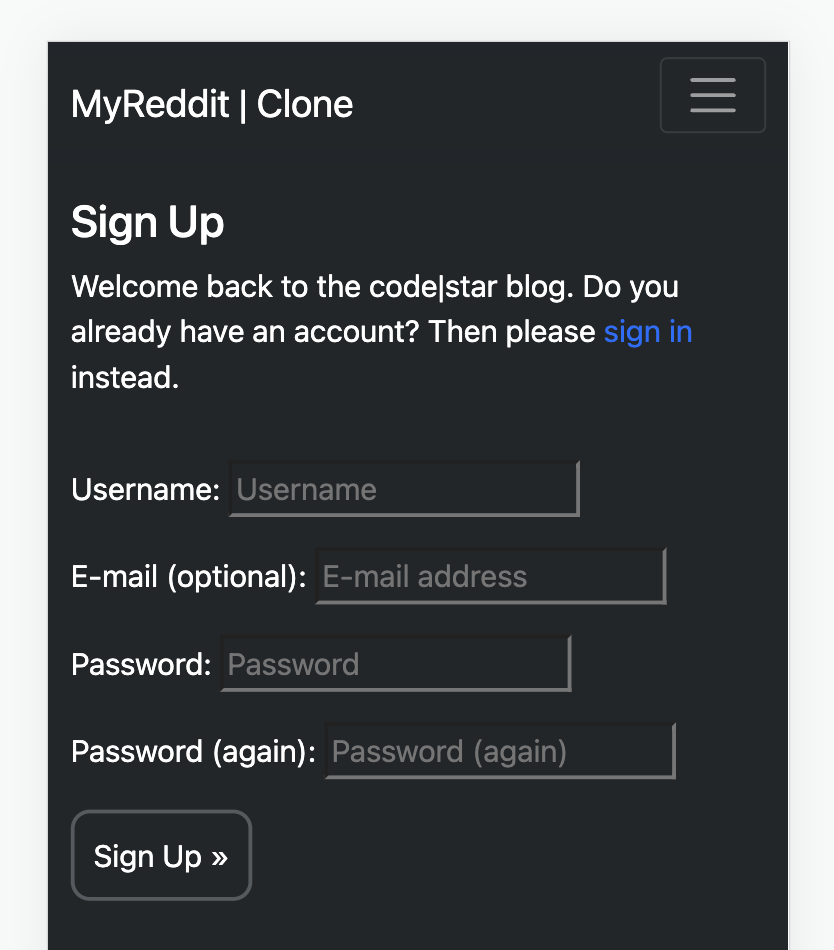 MyReddit | Clone
Sign Up
Welcome back to the code|star blog. Do you
already have an account? Then please sign in
instead.
Username: Username
E-mail (optional): E-mail address
Password: Password
Password (again): Password (again)
Sign Up »